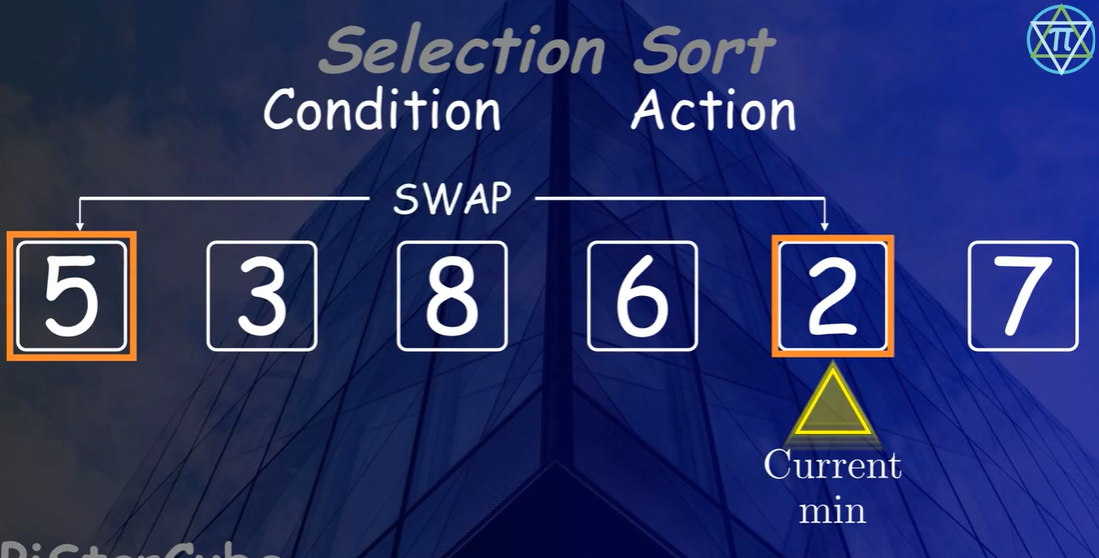 π
Selection Sort
Condition Action
SWAP
5 3 8 6 2 7
Current
min